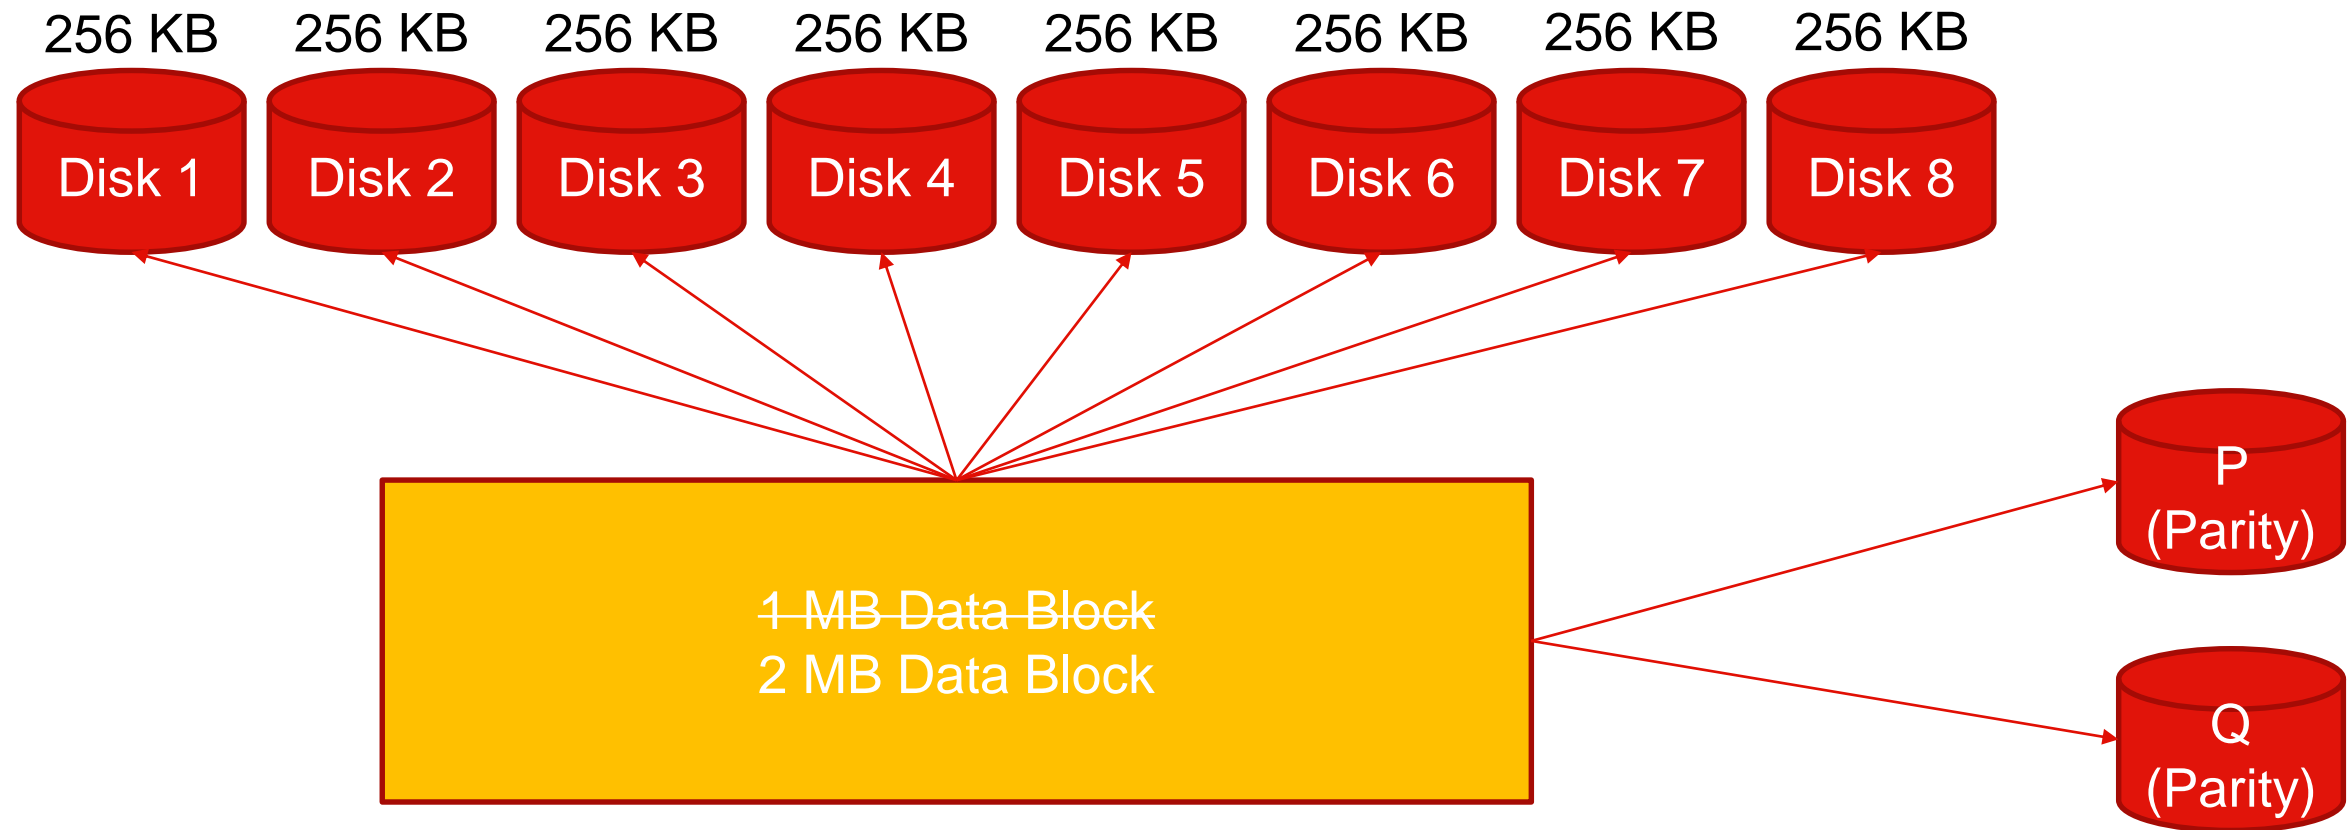 256 KB 256 KB 256 KB 256 KB 256 KB 256 KB 256 KB 256 KB
Disk 1 Disk 2 Disk 3 Disk 4 Disk 5 Disk 6 Disk 7 Disk 8
P
(Parity)
1 MB Data Block
2 MB Data Block
Q
(Parity)